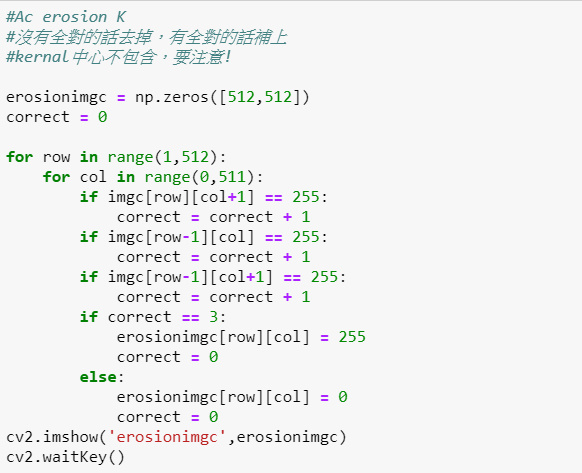 #Ac erosion K
#沒有全對的話去掉，有全對的話補上
#kernal中心不包含，要注意!

erosionimgc = np.zeros([512,512])
correct = 0

for row in range(1,512):
    for col in range(0,511):
        if imgc[row][col+1] == 255:
            correct = correct + 1
        if imgc[row-1][col] == 255:
            correct = correct + 1
        if imgc[row-1][col+1] == 255:
            correct = correct + 1
        if correct == 3:
            erosionimgc[row][col] = 255
            correct = 0
        else:
            erosionimgc[row][col] = 0
            correct = 0
cv2.imshow('erosionimgc',erosionimgc)
cv2.waitKey()